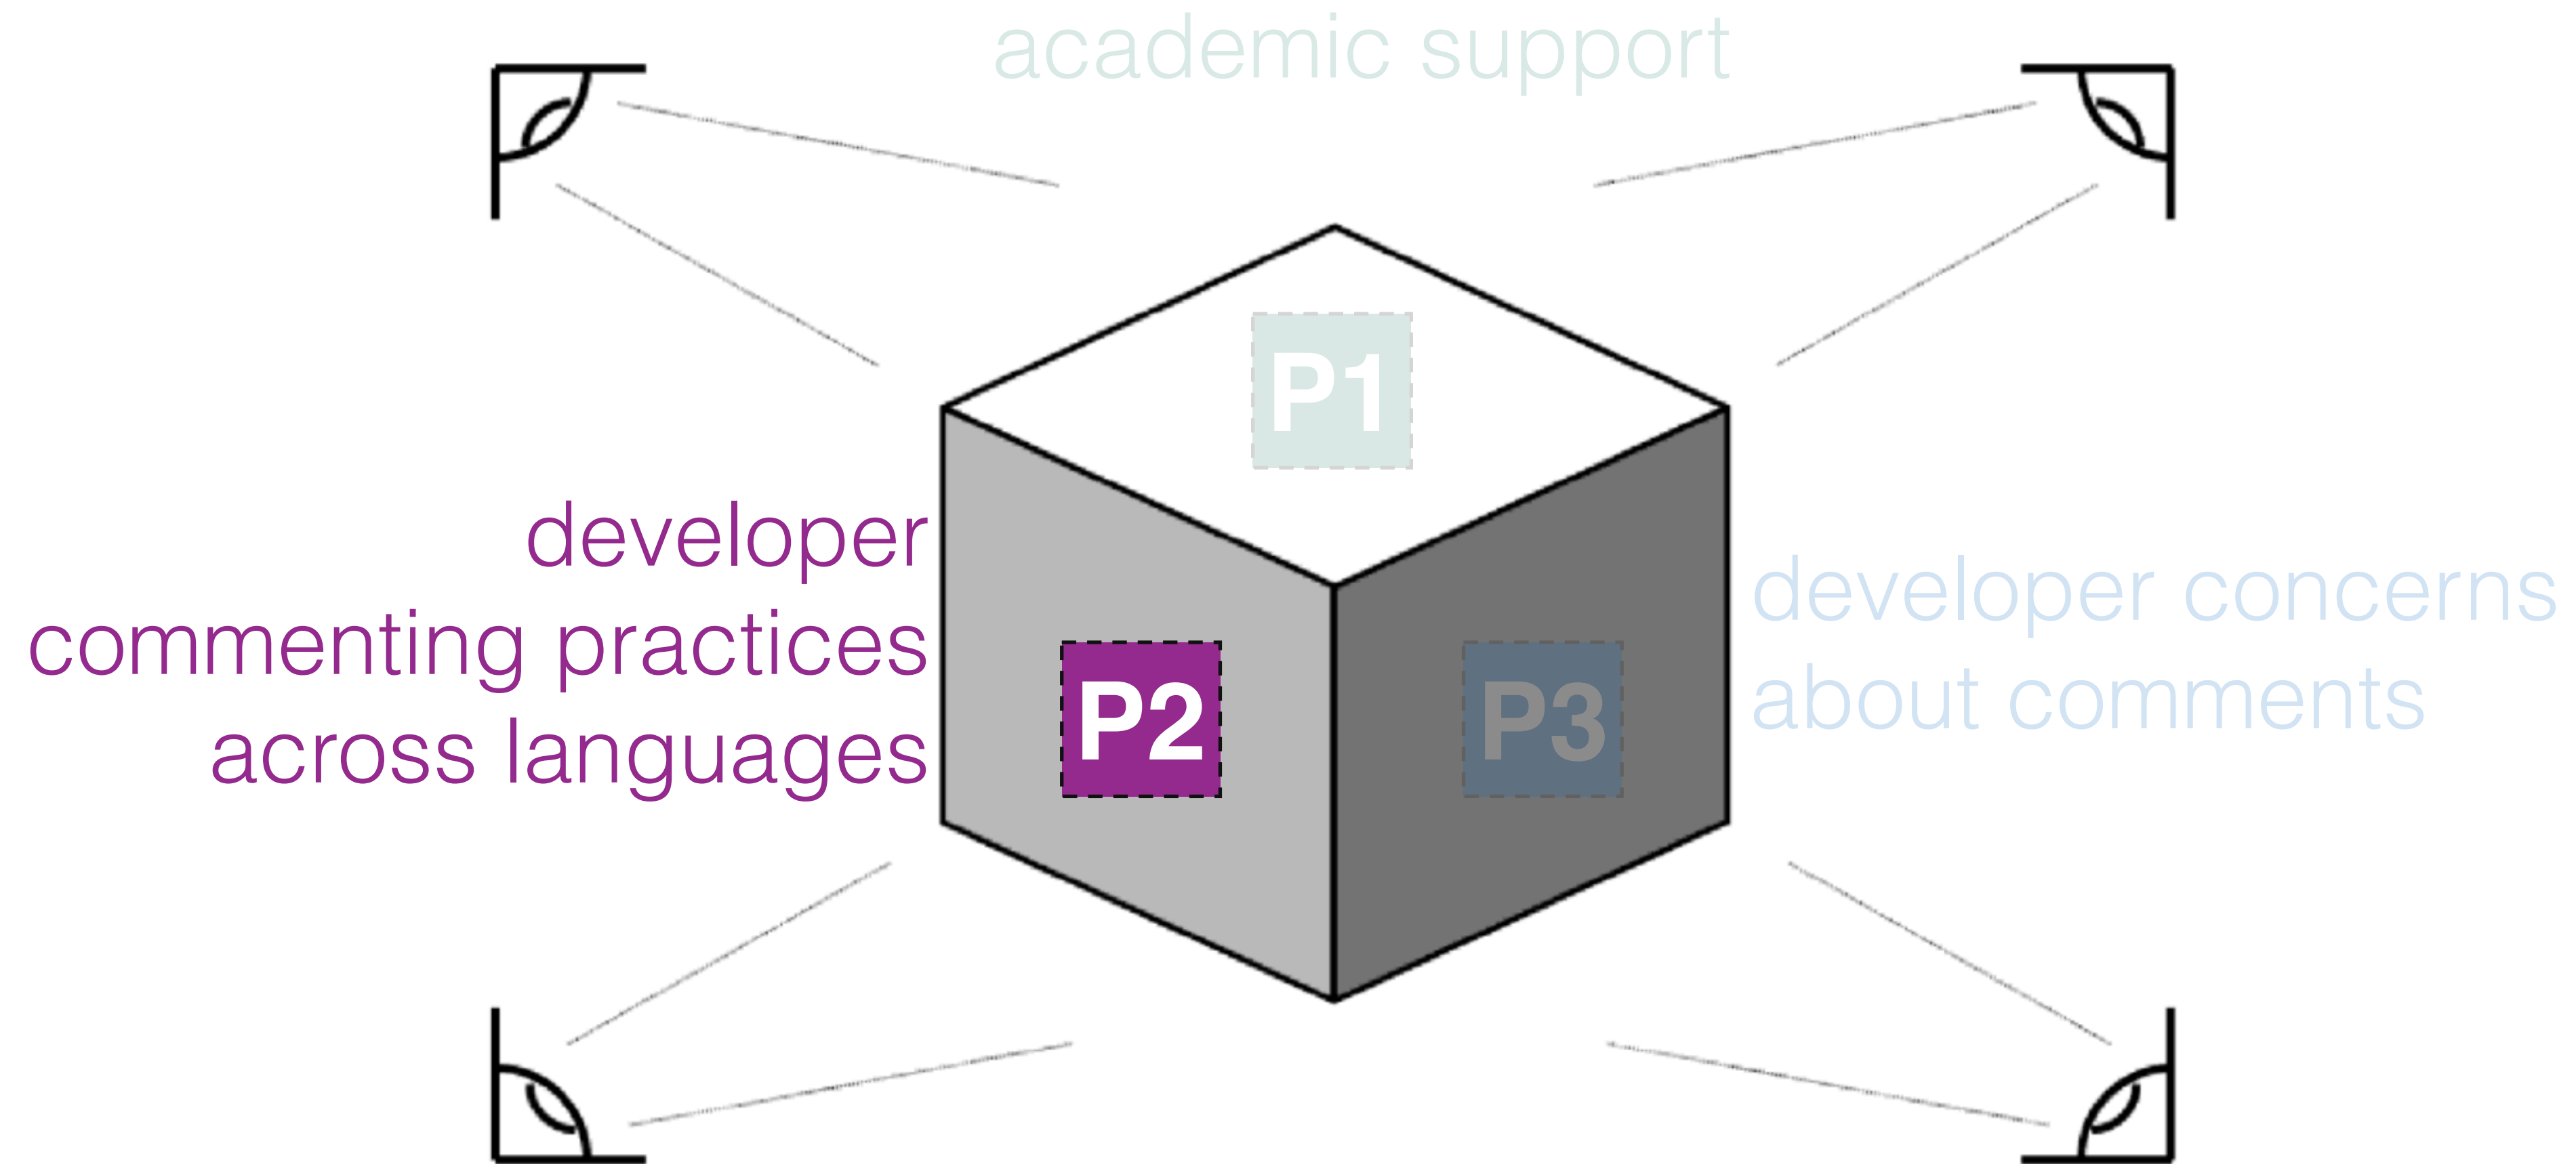 academic support
P1
developer
commenting practices
across languages
P2
P3
developer concerns
about comments